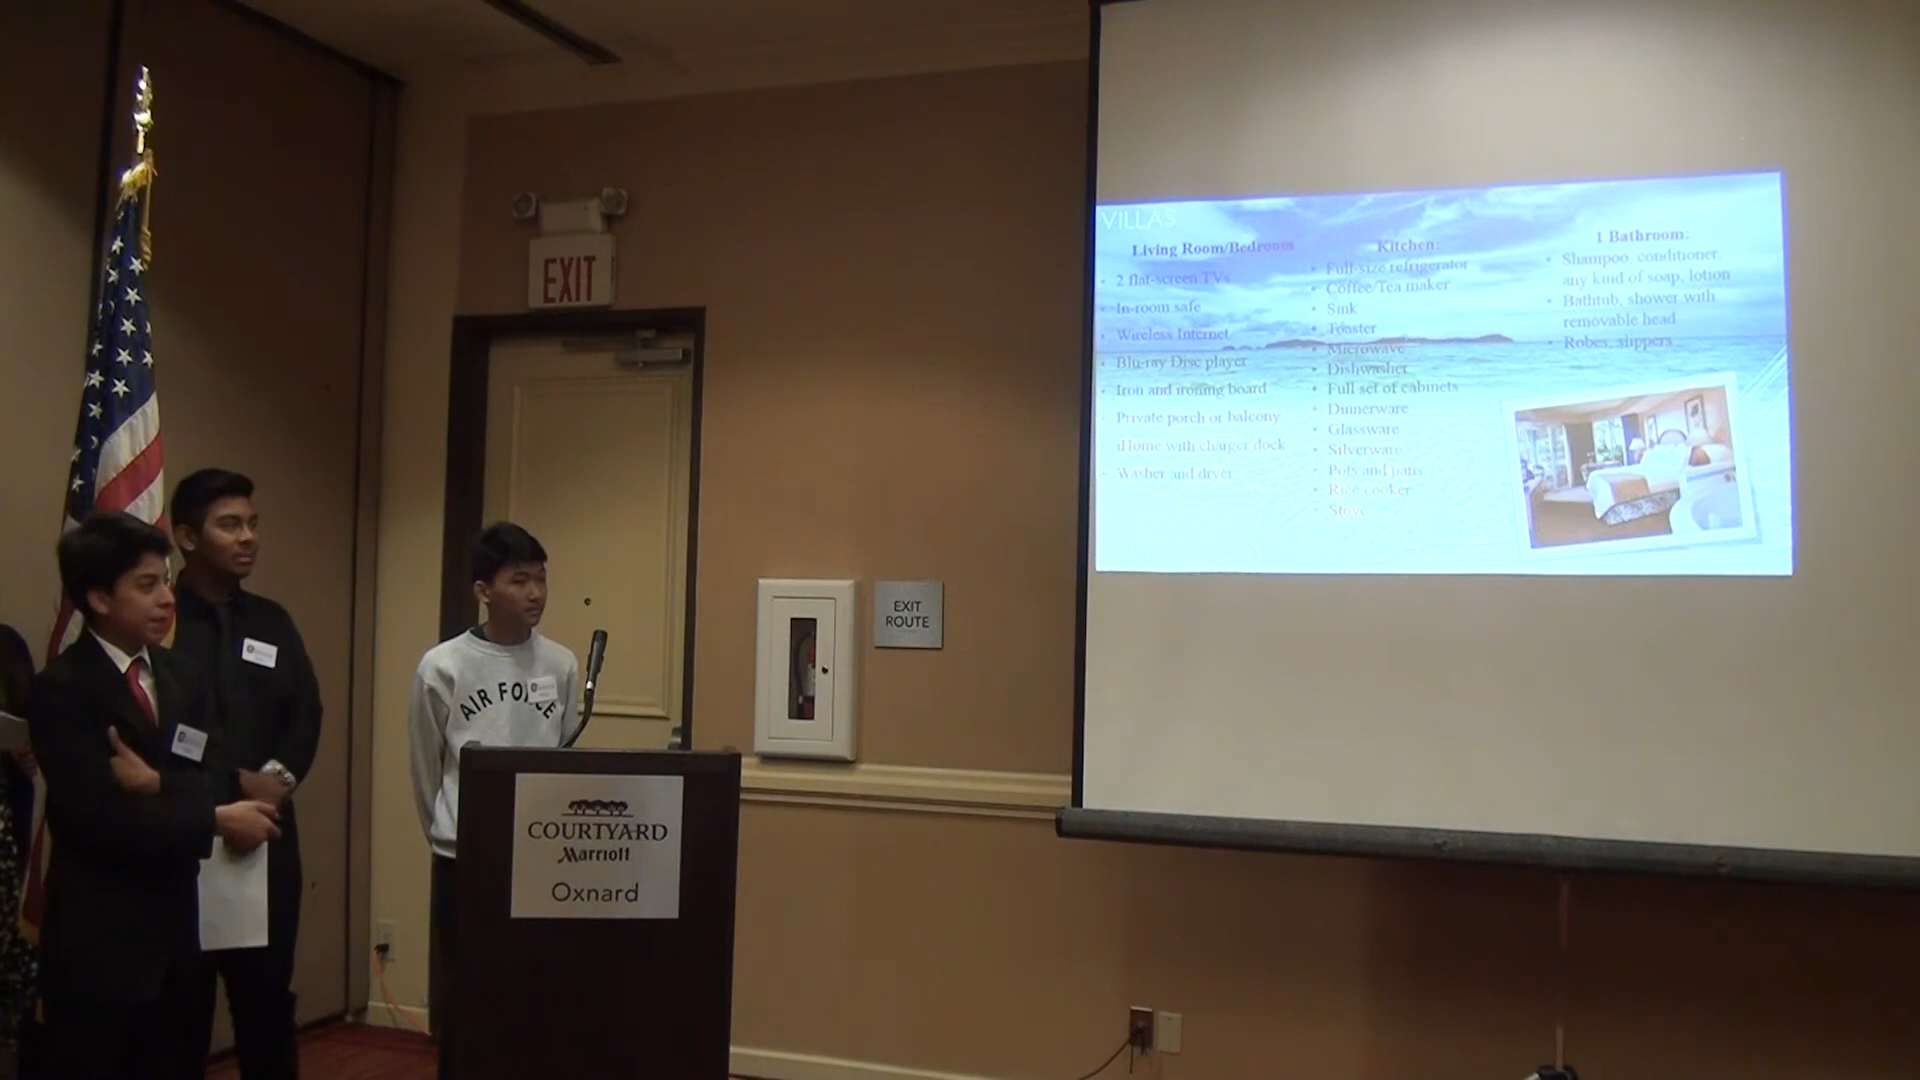 EXIT
EXIT
ROUTE
AIR FORCE
COURTYARD
Marriott
Oxnard
VILLAS
Living Room/Bedroom
2 flat-screen TVs
In-room safe
Wireless Internet
Blu-ray Disc player
Iron and ironing board
Private porch or balcony
iHome with charger dock
Washer and dryer
Kitchen:
Full-size refrigerator
Coffee/Tea maker
Sink
Toaster
Microwave
Dishwasher
Full set of cabinets
Dinnerware
Glassware
Silverware
Pots and pans
Rice cooker
Stove
1 Bathroom:
Shampoo, conditioner,
any kind of soap, lotion
Bathtub, shower with
removable head
Robes, slippers